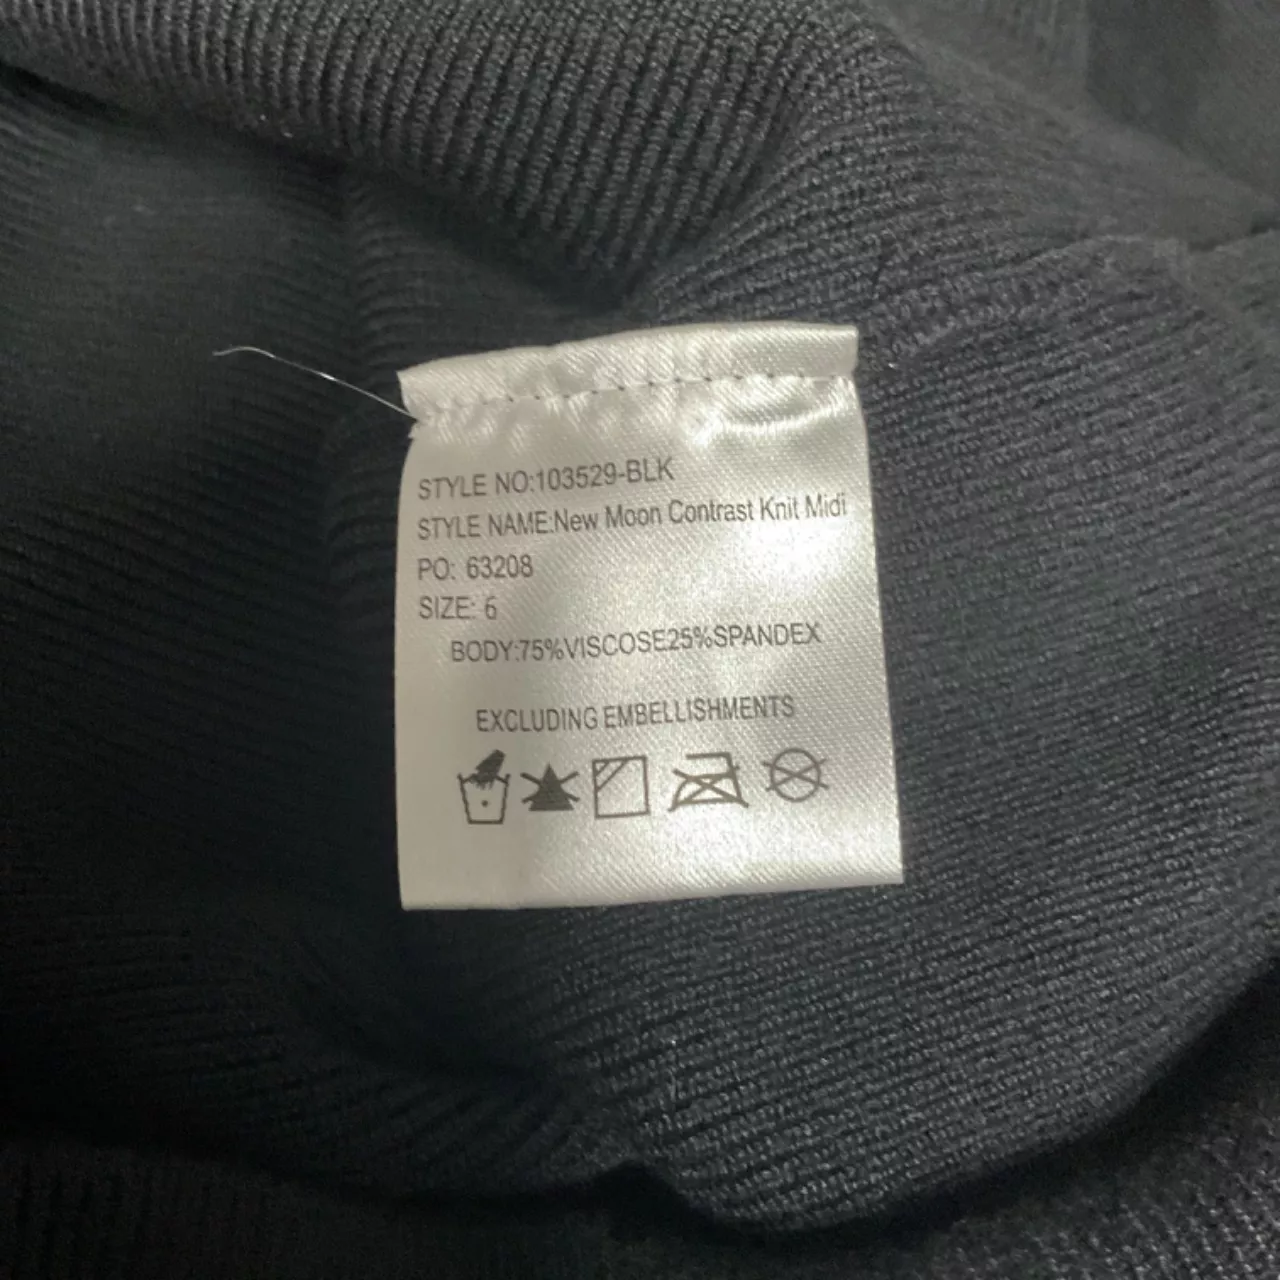 STYLE NO:103529-BLK
STYLE NAME:New Moon Contrast Knit Midi
PO: 63208
SIZE: 6
BODY:75%VISCOSE25%SPANDEX
EXCLUDING EMBELLISHMENTS